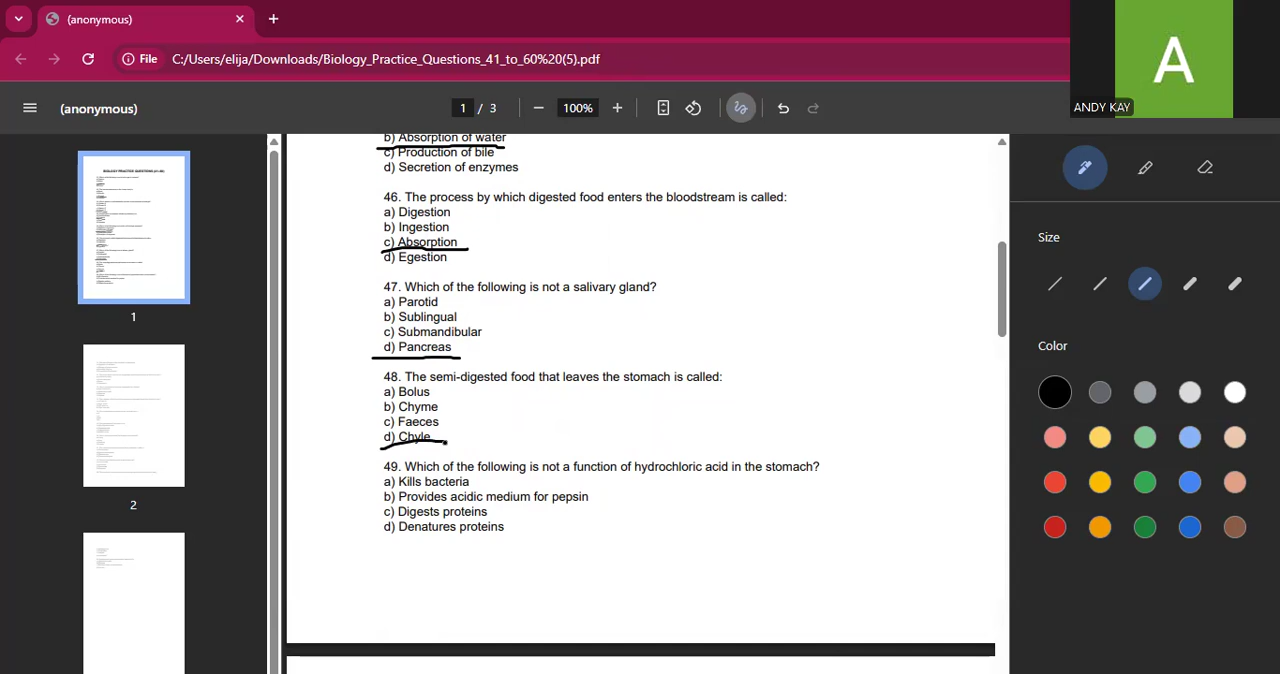 (anonymous)
File
C:/Users/elija/Downloads/Biology_Practice_Questions_41_to_60%20(5).pdf
A
ANDY KAY
(anonymous)
1 / 3
100%
b) Absorption of water
c) Production of bile
d) Secretion of enzymes
46. The process by which digested food enters the bloodstream is called:
a) Digestion
b) Ingestion
c) Absorption
d) Egestion
47. Which of the following is not a salivary gland?
a) Parotid
b) Sublingual
c) Submandibular
d) Pancreas
48. The semi-digested food that leaves the stomach is called:
a) Bolus
b) Chyme
c) Faeces
d) Chyle
49. Which of the following is not a function of hydrochloric acid in the stomach?
a) Kills bacteria
b) Provides acidic medium for pepsin
c) Digests proteins
d) Denatures proteins
1
2
Size
Color